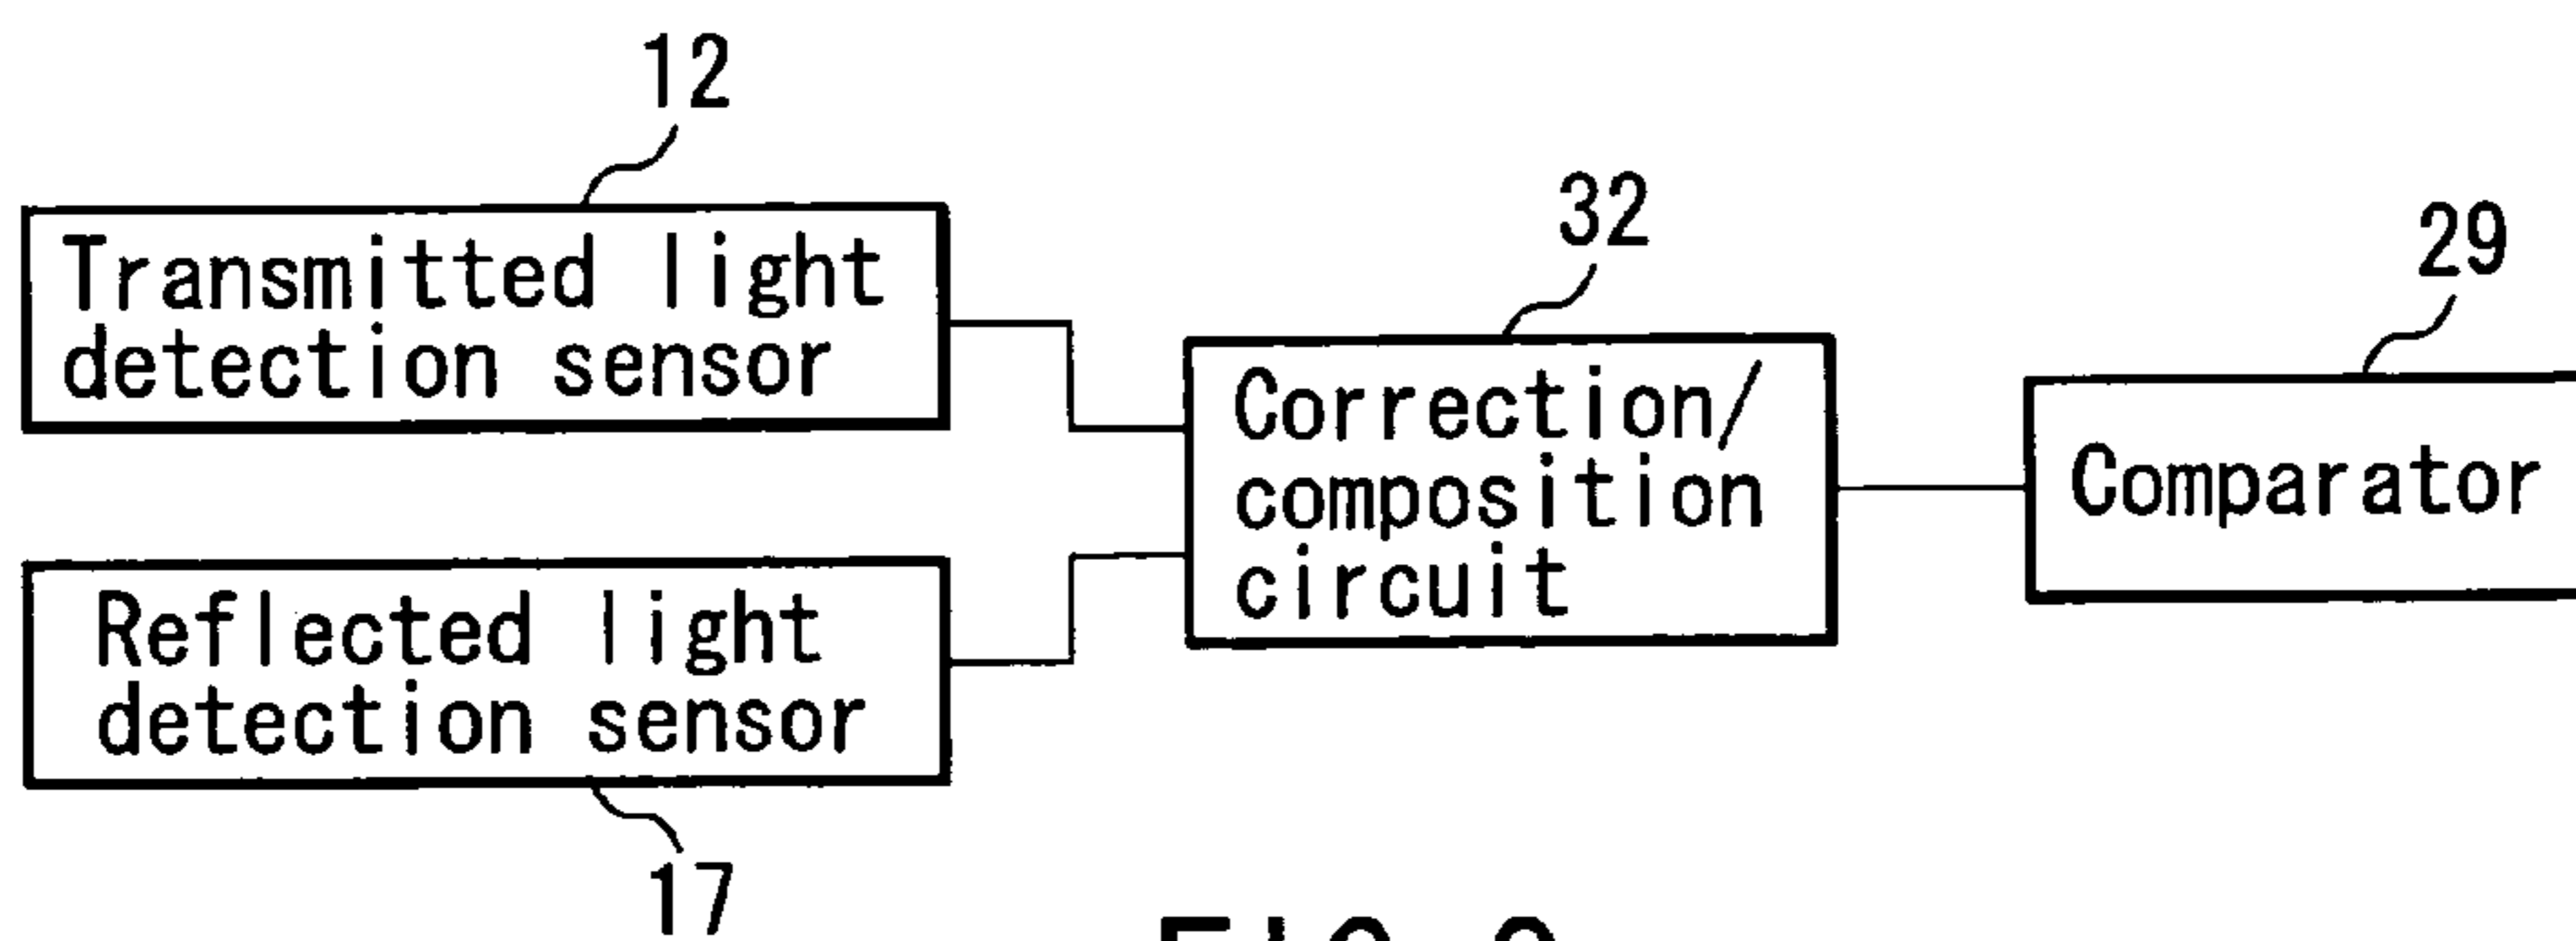 12
Transmitted light
detection sensor
32
Correction/
composition
circuit
29
Comparator
Reflected light
detection sensor
17